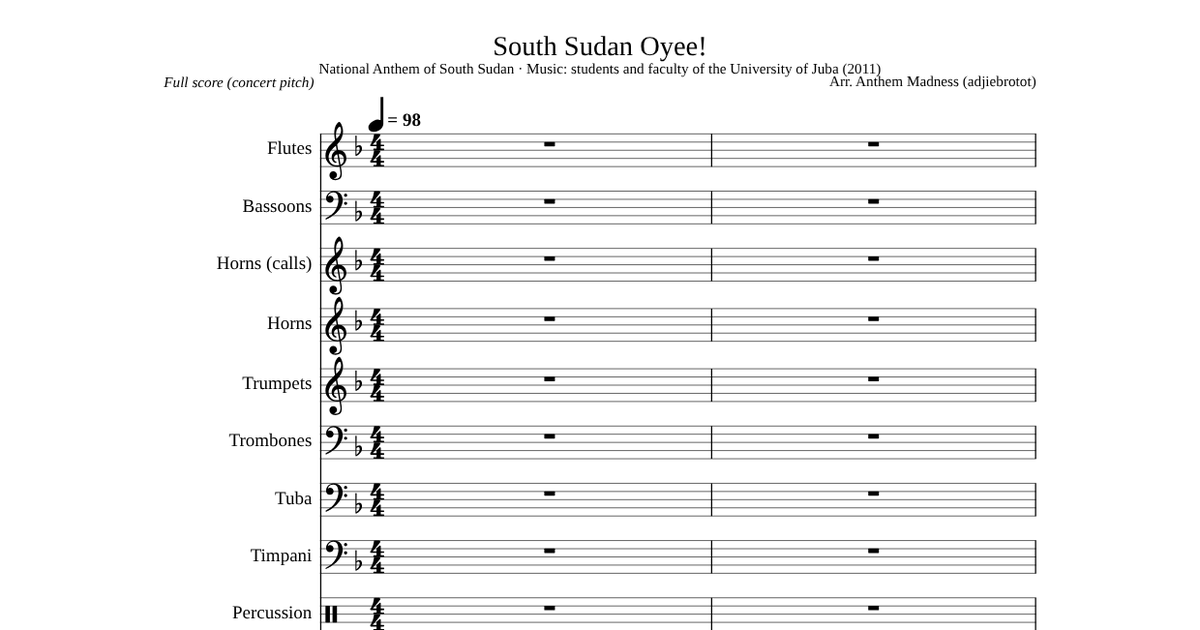 South Sudan Oyee!
National Anthem of South Sudan · Music: students and faculty of the University of Juba (2011)
Full score (concert pitch)
Arr. Anthem Madness (adjiebrotot)
= 98
Flutes
Bassoons
Horns (calls)
Horns
Trumpets
Trombones
Tuba
Timpani
Percussion